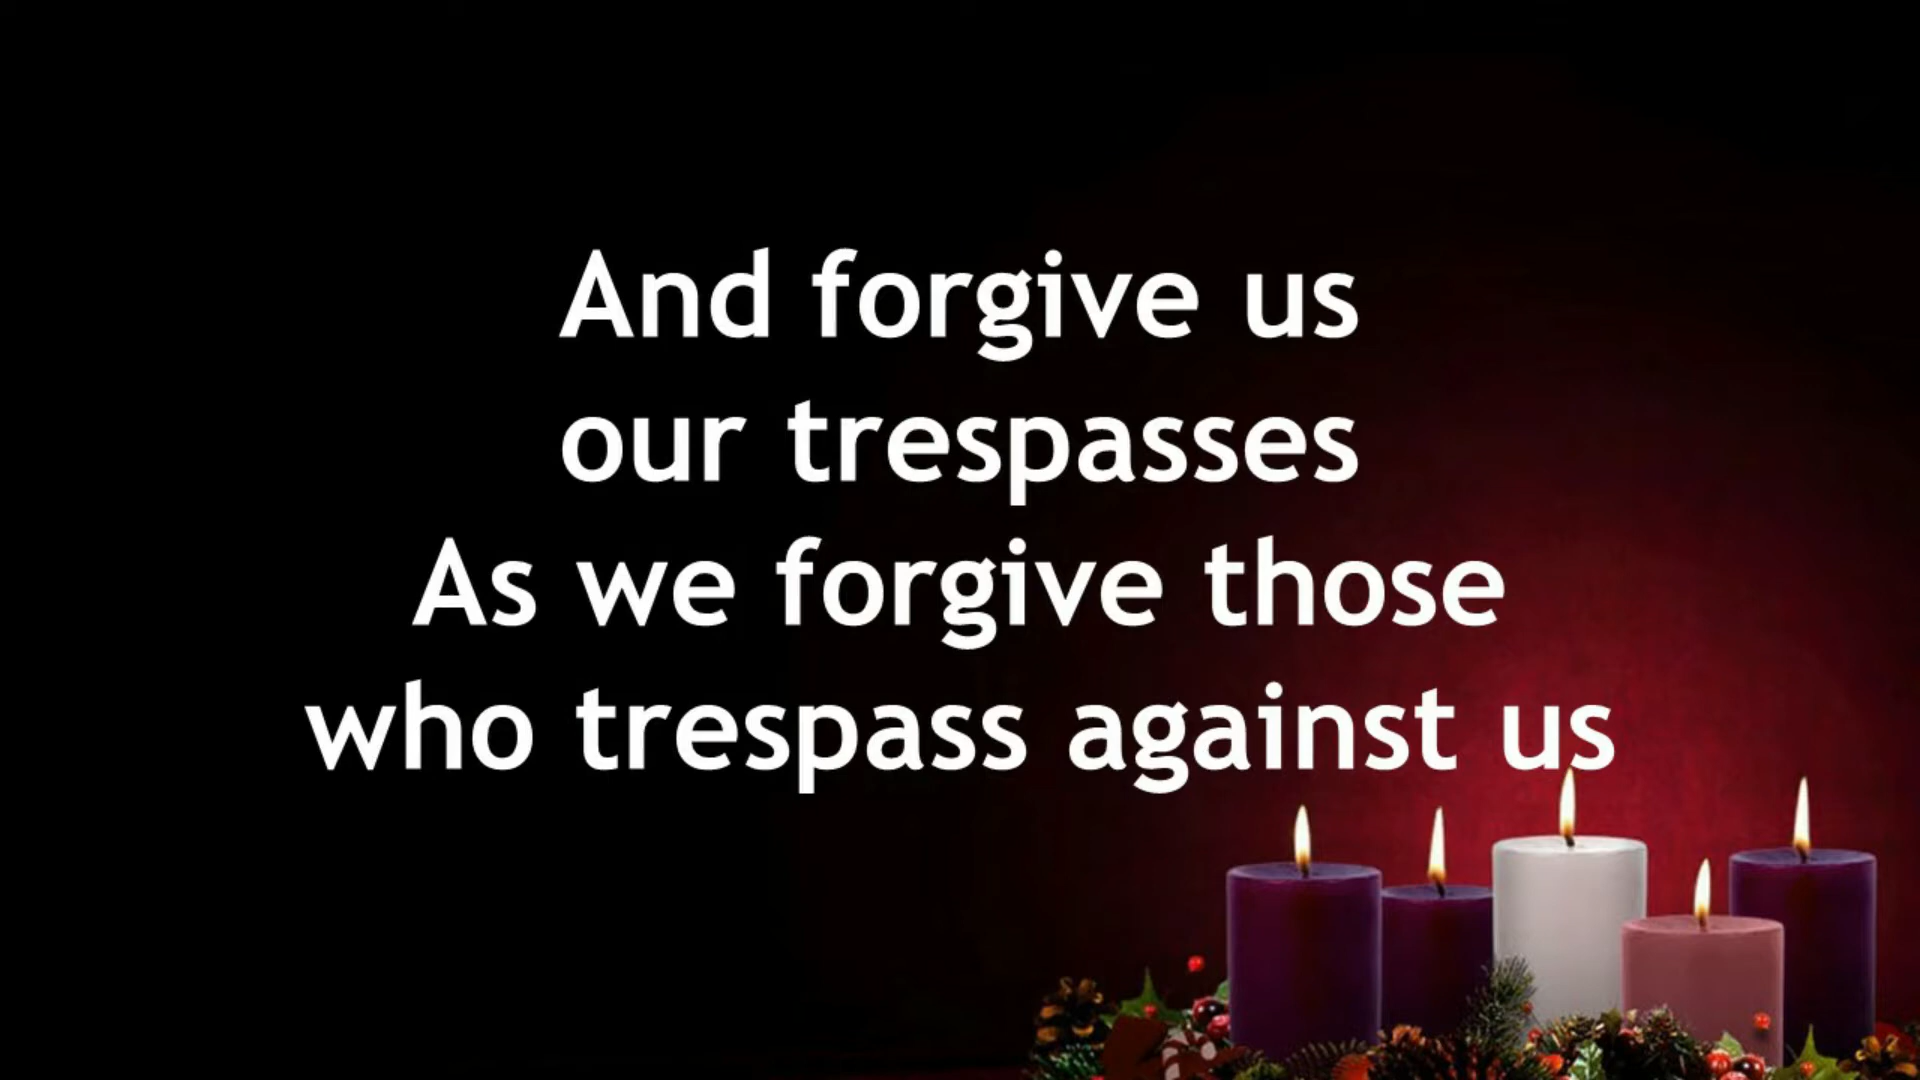 And forgive us
our trespasses
As we forgive those
who trespass against us